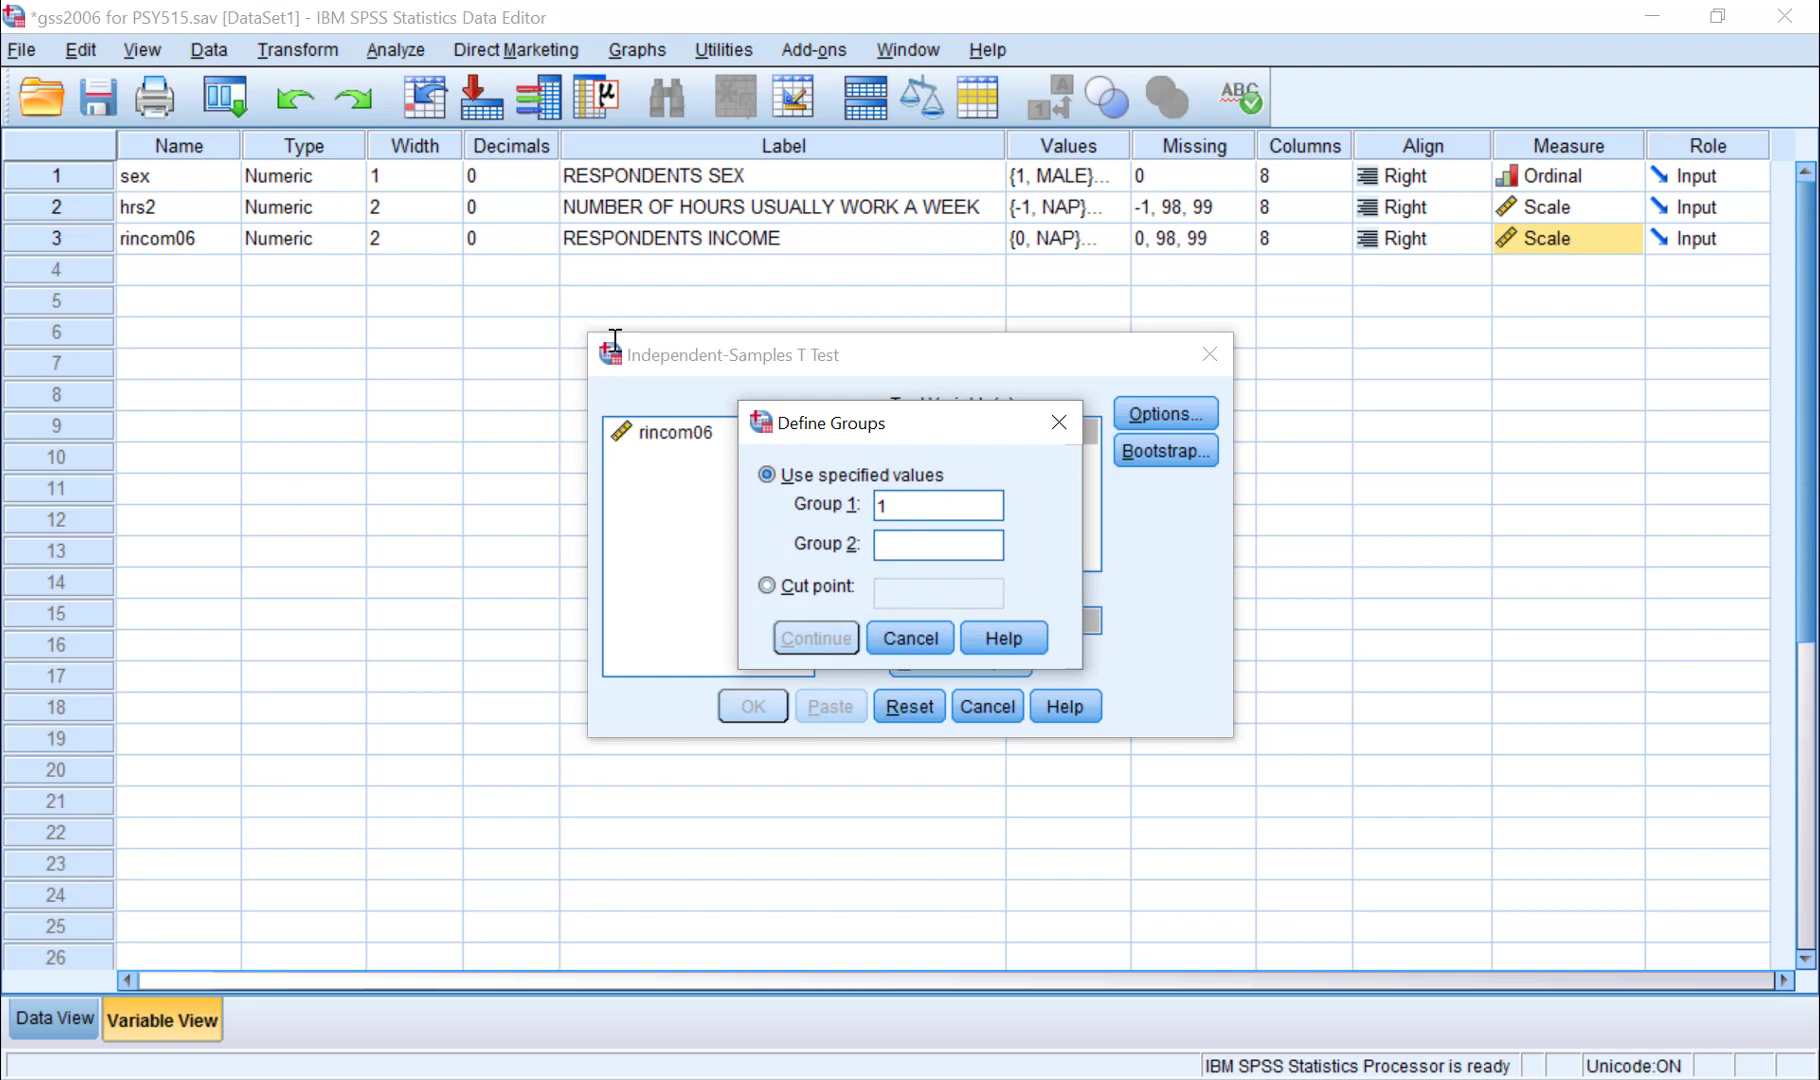 *gss2006 for PSY515.sav [DataSet1] - IBM SPSS Statistics Data Editor
File Edit View Data Transform Analyze Direct Marketing Graphs Utilities Add-ons Window Help
Name Type Width Decimals Label Values Missing Columns Align Measure Role
1 sex Numeric 1 0 RESPONDENTS SEX {1, MALE}... 0 8 Right Ordinal Input
2 hrs2 Numeric 2 0 NUMBER OF HOURS USUALLY WORK A WEEK {-1, NAP}... -1, 98, 99 8 Right Scale Input
3 rincom06 Numeric 2 0 RESPONDENTS INCOME {0, NAP}... 0, 98, 99 8 Right Scale Input
4
5
6
7
8
9
10
11
12
13
14
15
16
17
18
19
20
21
22
23
24
25
26
Independent-Samples T Test
rincom06
Options...
Bootstrap...
Define Groups
Use specified values
Group 1: 1
Group 2:
Cut point:
Continue Cancel Help
OK Paste Reset Cancel Help
Data View Variable View
IBM SPSS Statistics Processor is ready Unicode:ON